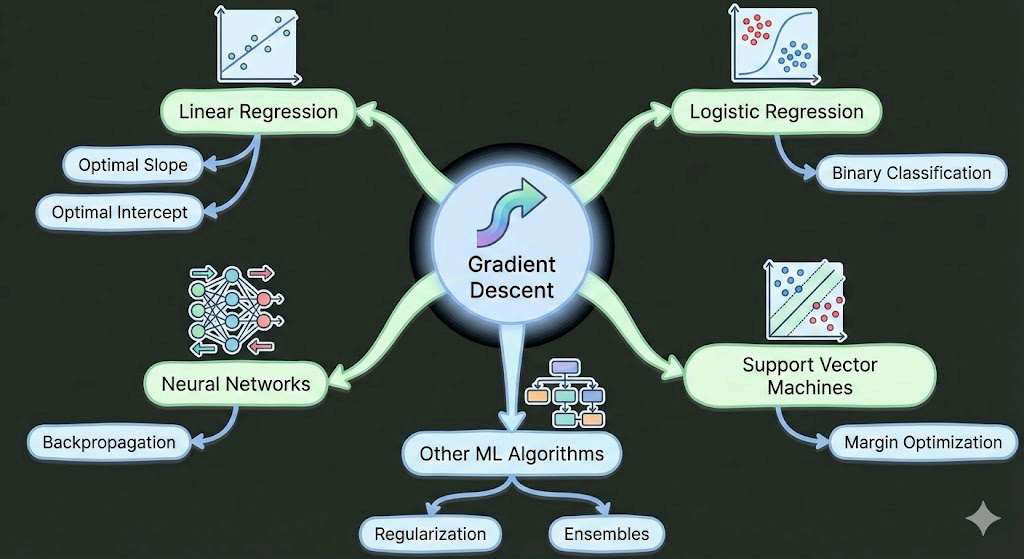 Linear Regression
Optimal Slope
Optimal Intercept
Logistic Regression
Binary Classification
Gradient
Descent
Neural Networks
Backpropagation
Support Vector
Machines
Margin Optimization
Other ML Algorithms
Regularization
Ensembles